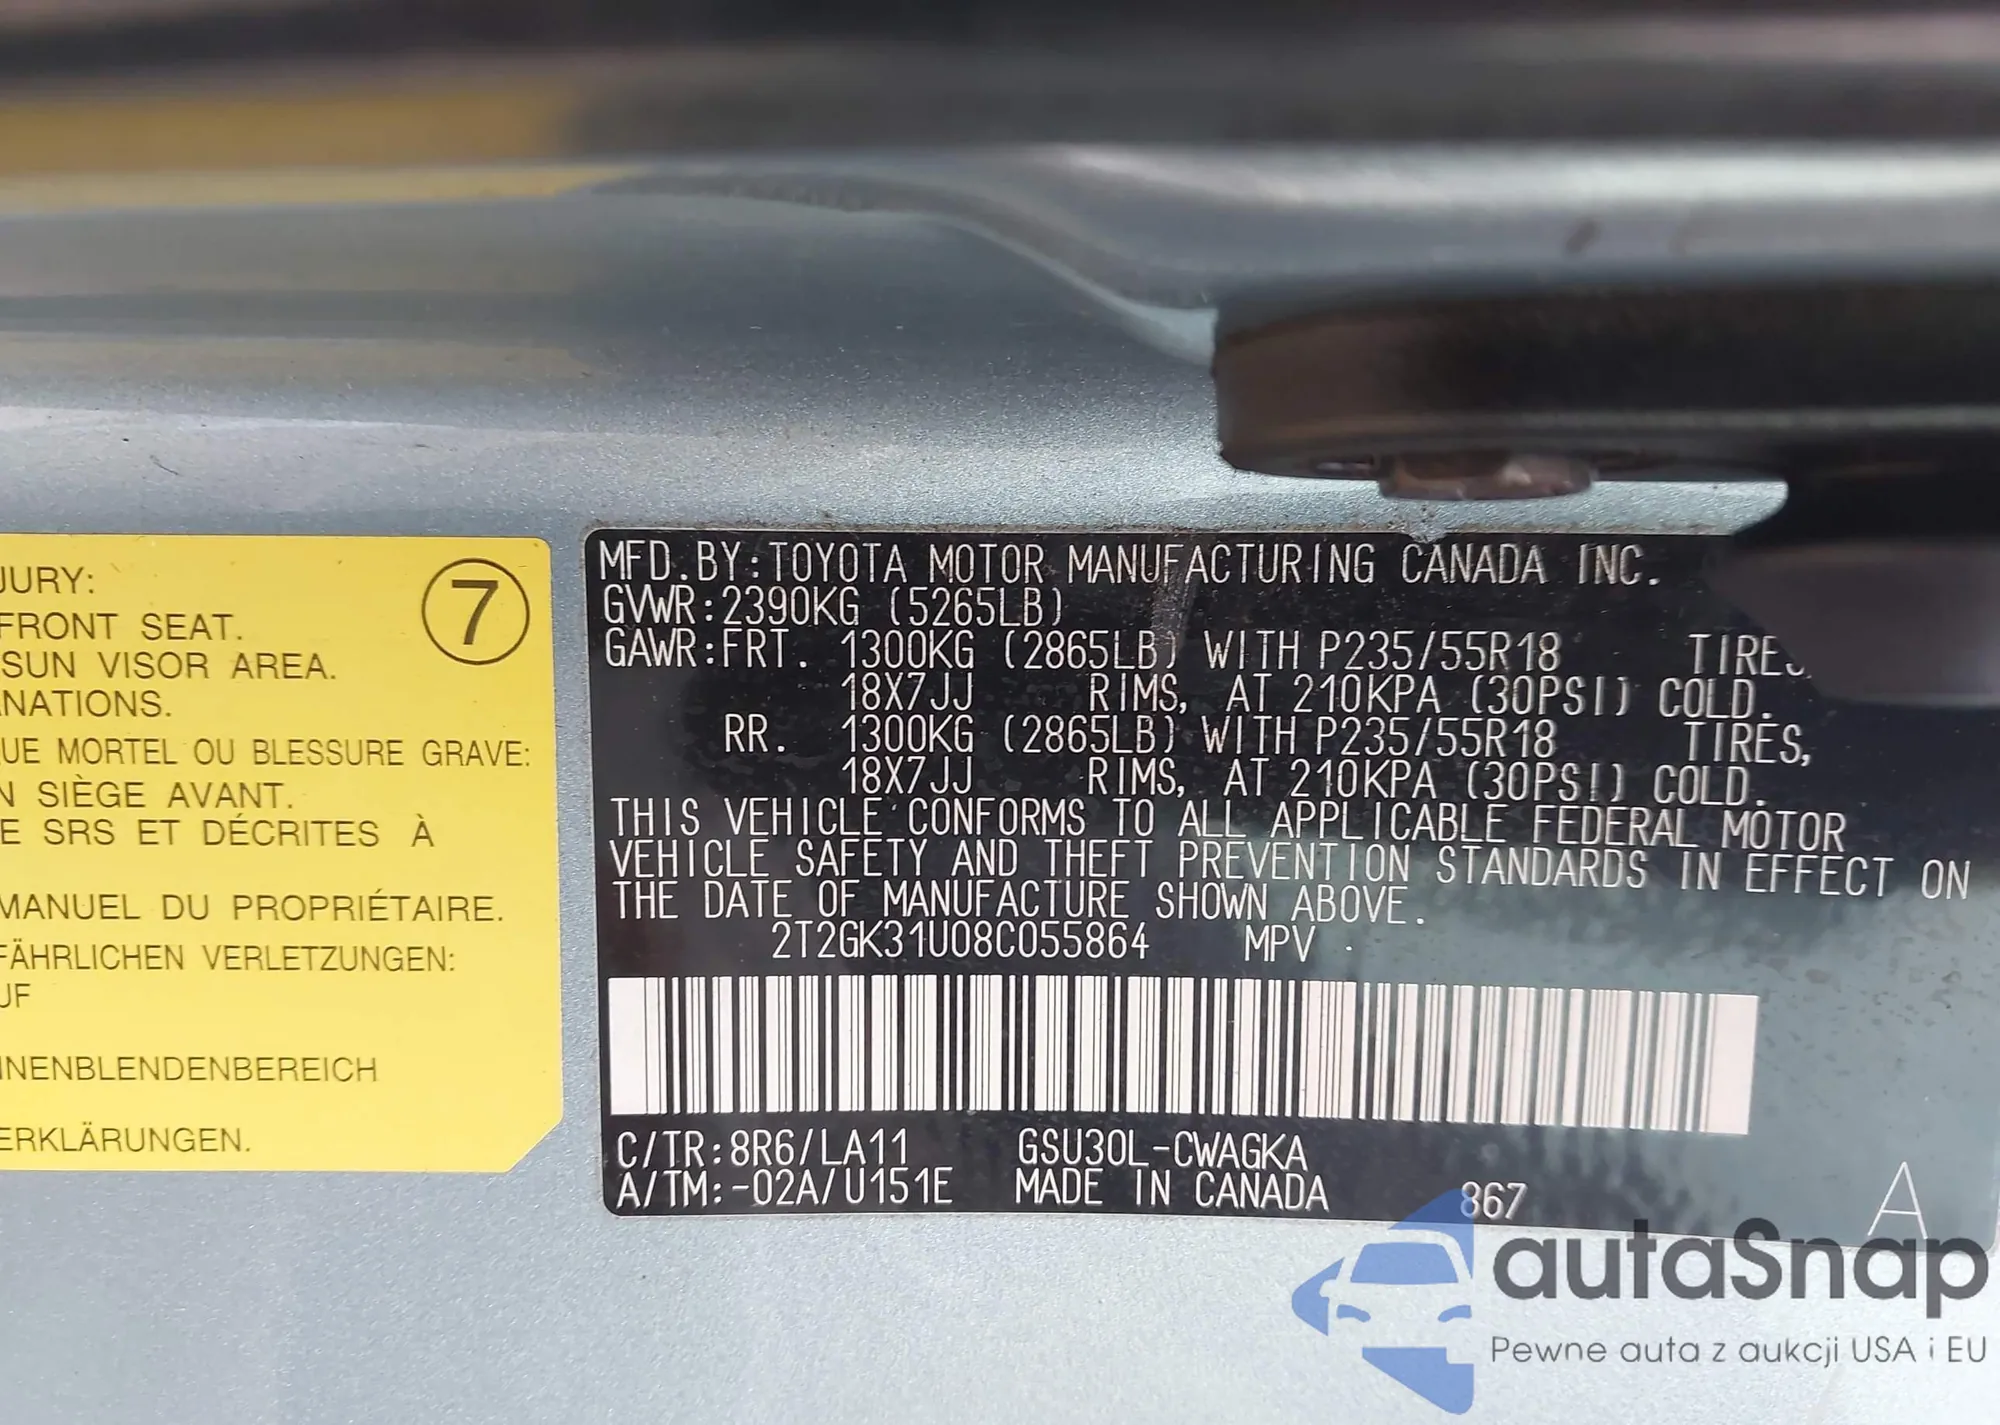 JURY:
FRONT SEAT.
SUN VISOR AREA.
NATIONS.
QUE MORTEL OU BLESSURE GRAVE:
N SIÈGE AVANT.
E SRS ET DÉCRITES À
MANUEL DU PROPRIÉTAIRE.
FÄHRLICHEN VERLETZUNGEN:
UF
NNENBLENDENBEREICH
ERKLÄRUNGEN.
7
MFD. BY: TOYOTA MOTOR MANUFACTURING CANADA INC.
GVWR: 2390KG (5265LB)
GAWR: FRT. 1300KG (2865LB) WITH P235/55R18 TIRES,
18X7JJ RIMS, AT 210KPA (30PSI) COLD.
RR. 1300KG (2865LB) WITH P235/55R18 TIRES,
18X7JJ RIMS, AT 210KPA (30PSI) COLD.
THIS VEHICLE CONFORMS TO ALL APPLICABLE FEDERAL MOTOR
VEHICLE SAFETY AND THEFT PREVENTION STANDARDS IN EFFECT ON
THE DATE OF MANUFACTURE SHOWN ABOVE.
2T2GK31U08C055864 MPV
C/TR: 8R6/LA11 GSU30L-CWAGKA
A/TM: -02A/U151E MADE IN CANADA 867
A
autaSnap
Pewne auta z aukcji USA i EU